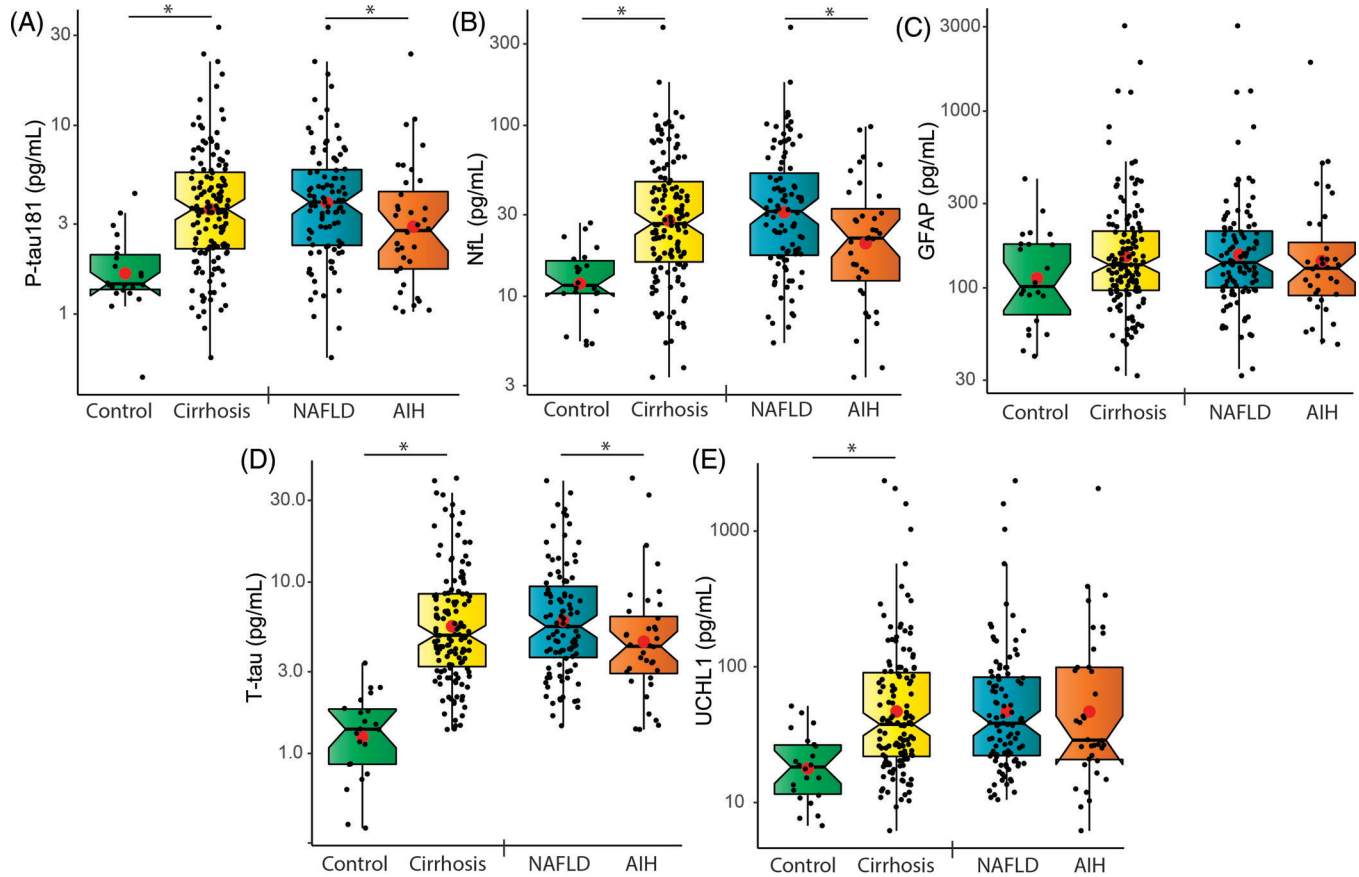 (A)
*
*
P-tau181 (pg/mL)
30
10
3
1
Control Cirrhosis NAFLD AIH
(B)
*
*
NfL (pg/mL)
300
100
30
10
3
Control Cirrhosis NAFLD AIH
(C)
GFAP (pg/mL)
3000
1000
300
100
30
Control Cirrhosis NAFLD AIH
(D)
*
*
T-tau (pg/mL)
30.0
10.0
3.0
1.0
Control Cirrhosis NAFLD AIH
(E)
*
UCHL1 (pg/mL)
1000
100
10
Control Cirrhosis NAFLD AIH